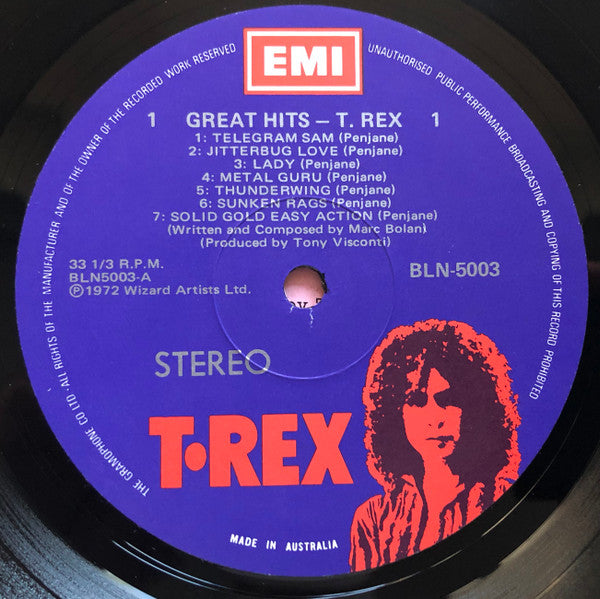 EMI
1 GREAT HITS – T. REX 1
1: TELEGRAM SAM (Penjane)
2: JITTERBUG LOVE (Penjane)
3: LADY (Penjane)
4: METAL GURU (Penjane)
5: THUNDERWING (Penjane)
6: SUNKEN RAGS (Penjane)
7: SOLID GOLD EASY ACTION (Penjane)
(Written and Composed by Marc Bolan)
(Produced by Tony Visconti)
33 1/3 R.P.M.
BLN5003-A
Ⓟ1972 Wizard Artists Ltd.
BLN-5003
STEREO
T•REX
MADE IN AUSTRALIA
THE GRAMOPHONE CO LTD · ALL RIGHTS OF THE MANUFACTURER AND OF THE OWNER OF THE RECORDED WORK RESERVED
UNAUTHORISED PUBLIC PERFORMANCE BROADCASTING AND COPYING OF THIS RECORD PROHIBITED